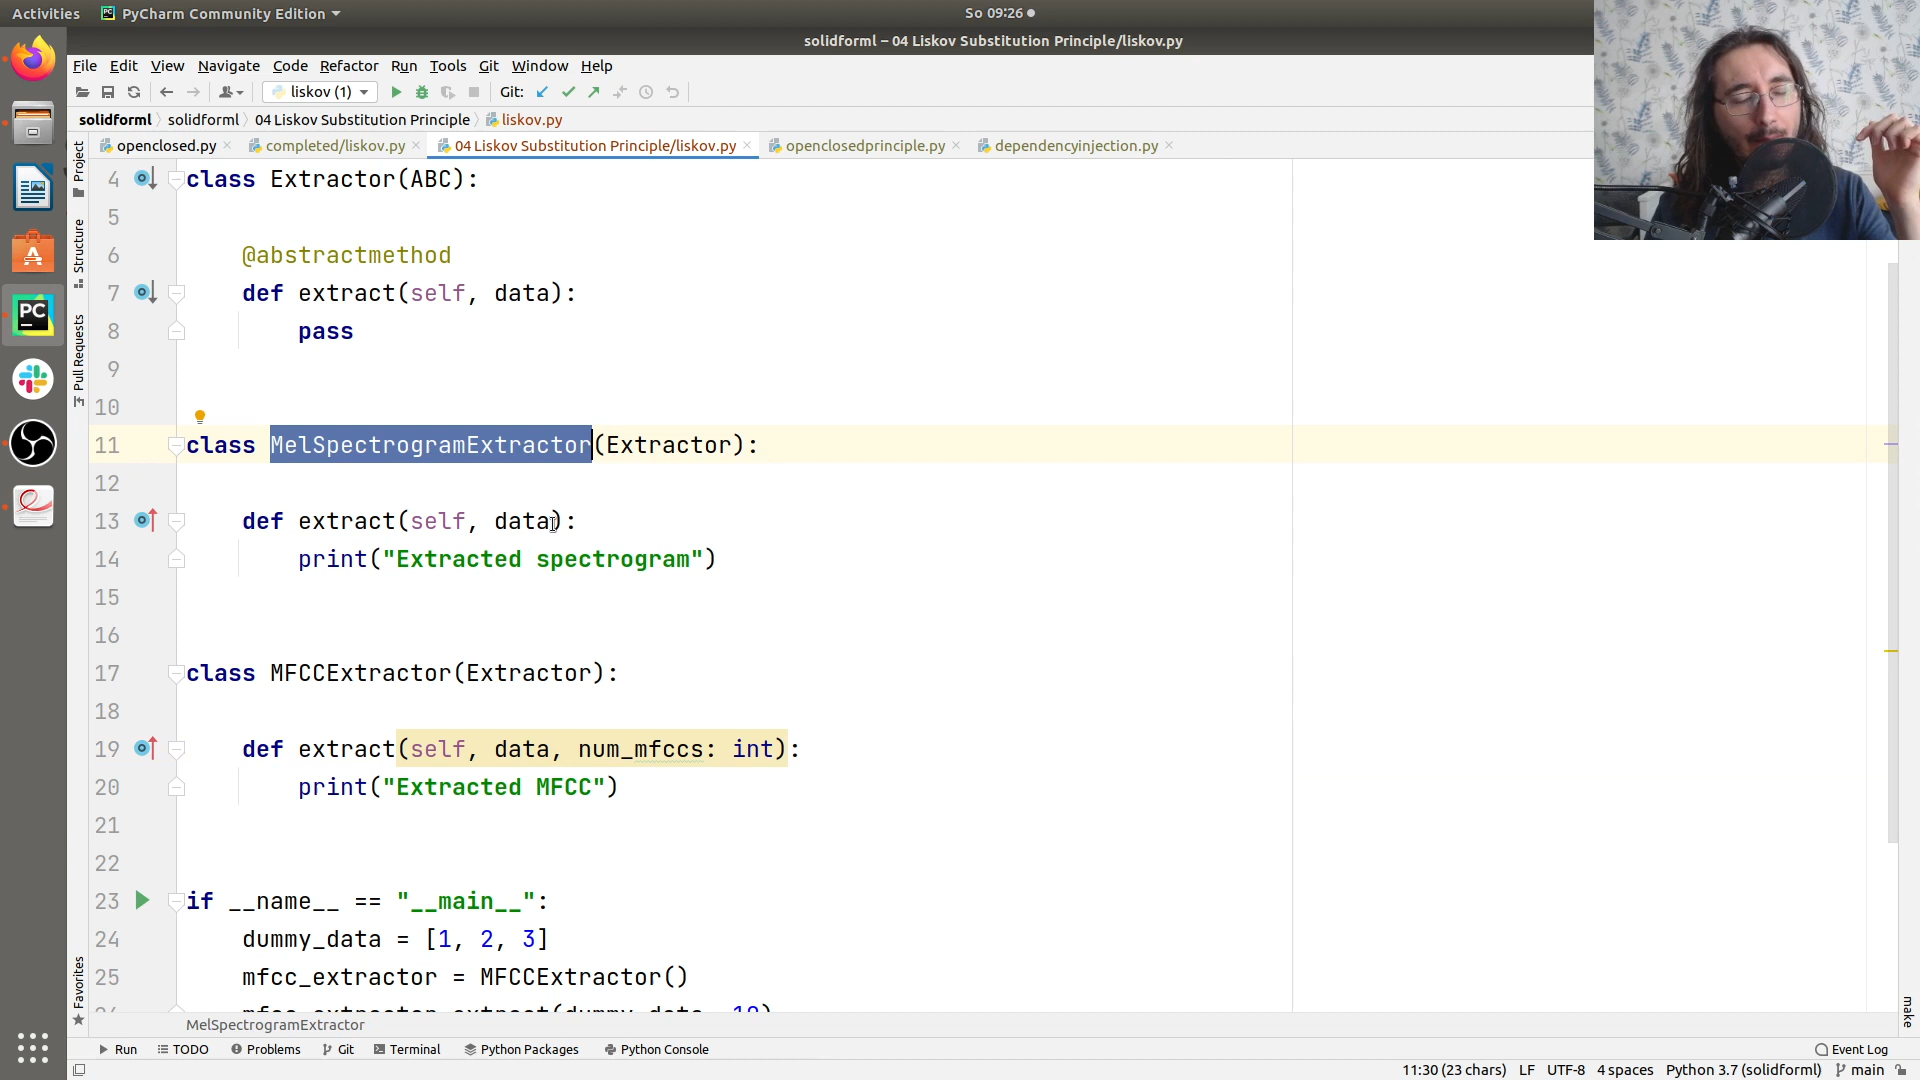 Activities PyCharm Community Edition So 09:26
solidforml – 04 Liskov Substitution Principle/liskov.py
File Edit View Navigate Code Refactor Run Tools Git Window Help
liskov (1) Git:
solidforml solidforml 04 Liskov Substitution Principle liskov.py
openclosed.py completed/liskov.py 04 Liskov Substitution Principle/liskov.py openclosedprinciple.py dependencyinjection.py
Project
Structure
Pull Requests
Favorites
4 class Extractor(ABC):
5
6 @abstractmethod
7 def extract(self, data):
8 pass
9
10
11 class MelSpectrogramExtractor(Extractor):
12
13 def extract(self, data):
14 print("Extracted spectrogram")
15
16
17 class MFCCExtractor(Extractor):
18
19 def extract(self, data, num_mfccs: int):
20 print("Extracted MFCC")
21
22
23 if __name__ == "__main__":
24 dummy_data = [1, 2, 3]
25 mfcc_extractor = MFCCExtractor()
make
MelSpectrogramExtractor
Run TODO Problems Git Terminal Python Packages Python Console Event Log
11:30 (23 chars) LF UTF-8 4 spaces Python 3.7 (solidforml) main